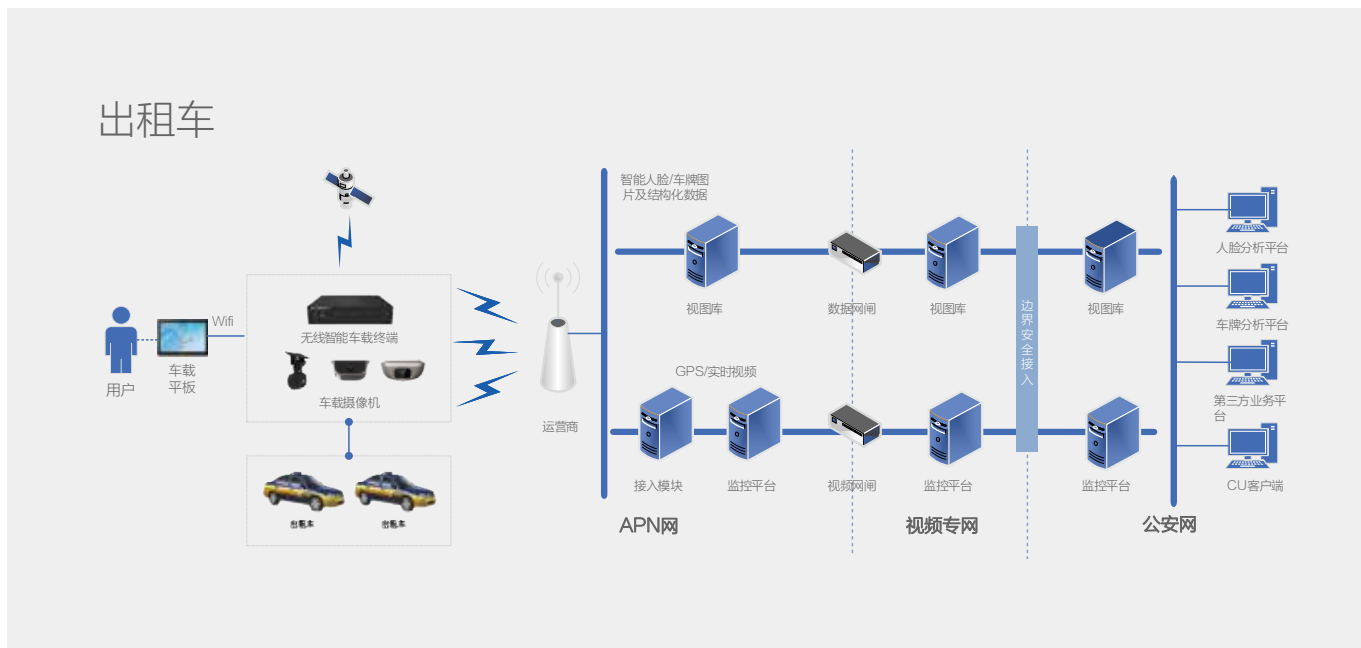 出租车
智能人脸/车牌图
片及结构化数据
Wifi
用户
车载
平板
无线智能车载终端
车载摄像机
出租车
出租车
运营商
视图库
数据网闸
视图库
视图库
边界安全接入
GPS/实时视频
接入模块
监控平台
视频网闸
监控平台
监控平台
APN网
视频专网
公安网
人脸分析平台
车牌分析平台
第三方业务平
台
CU客户端